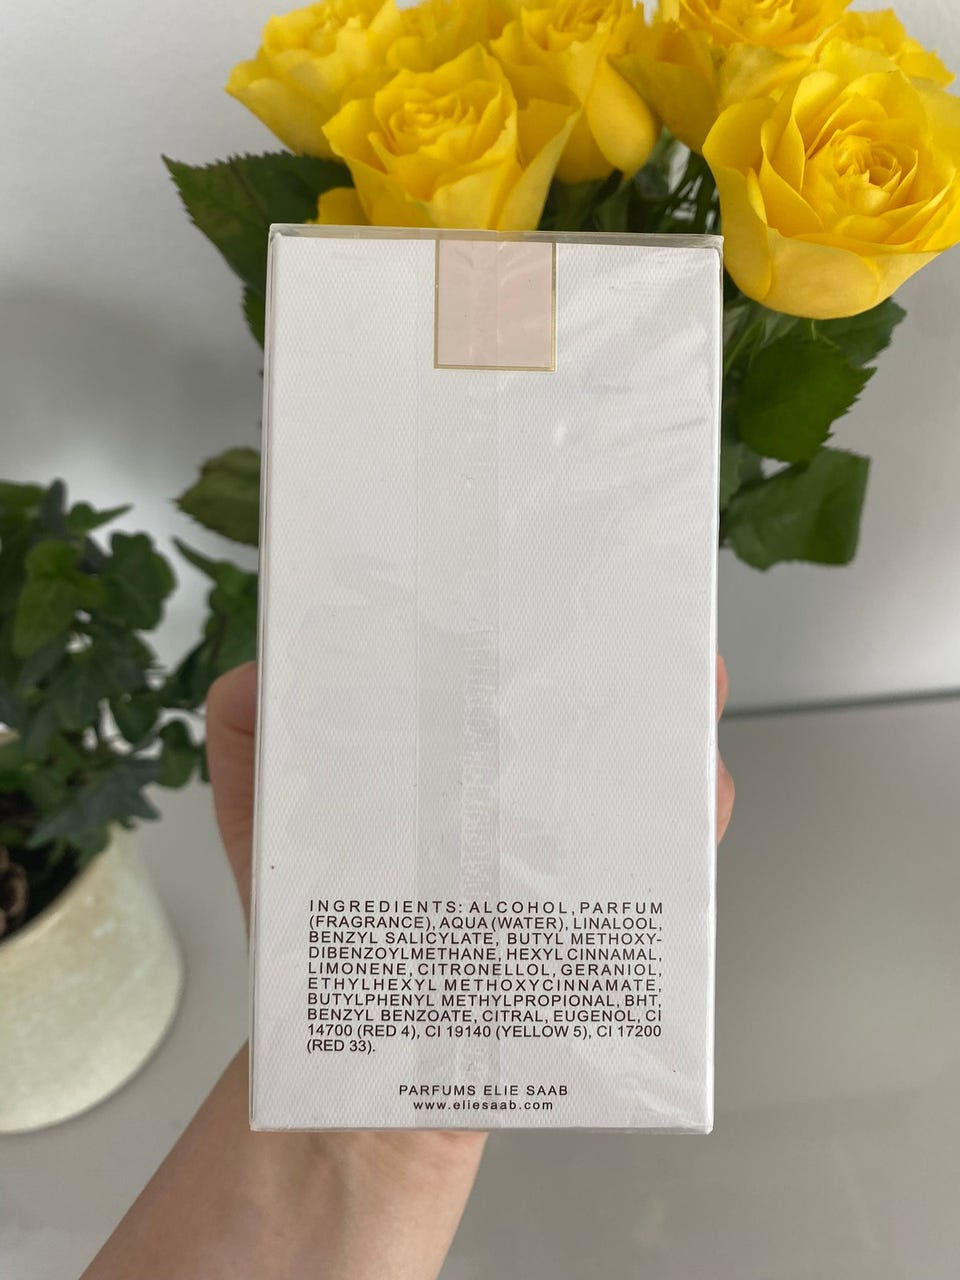 INGREDIENTS: ALCOHOL, PARFUM
(FRAGRANCE), AQUA (WATER), LINALOOL,
BENZYL SALICYLATE, BUTYL METHOXY-
DIBENZOYLMETHANE, HEXYL CINNAMAL,
LIMONENE, CITRONELLOL, GERANIOL,
ETHYLHEXYL METHOXYCINNAMATE,
BUTYLPHENYL METHYLPROPIONAL, BHT,
BENZYL BENZOATE, CITRAL, EUGENOL, CI
14700 (RED 4), CI 19140 (YELLOW 5), CI 17200
(RED 33).
PARFUMS ELIE SAAB
www.eliesaab.com